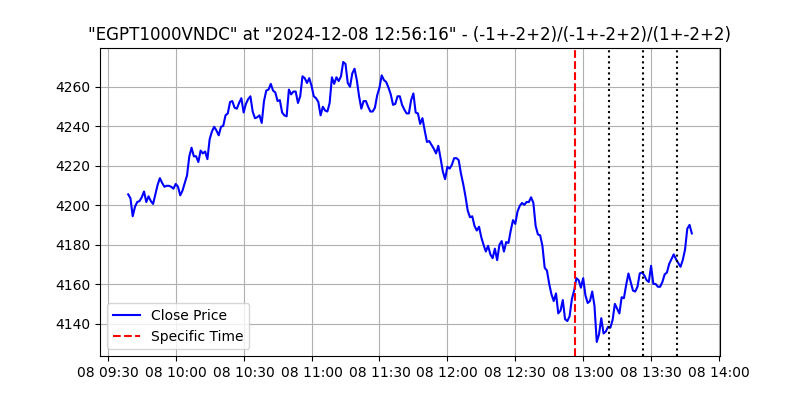 "EGPT1000VNDC" at "2024-12-08 12:56:16" - (-1+-2+2)/(-1+-2+2)/(1+-2+2)
4260
4240
4220
4200
4180
4160
4140
Close Price
Specific Time
08 09:30 08 10:00 08 10:30 08 11:00 08 11:30 08 12:00 08 12:30 08 13:00 08 13:30 08 14:00